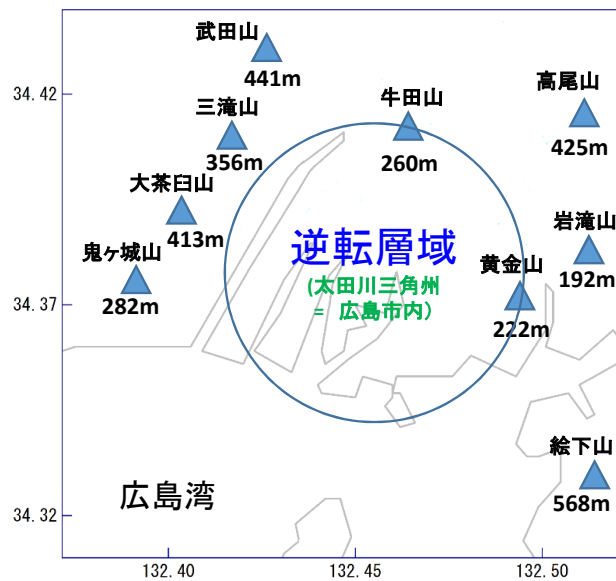 武田山
441m
34.42
高尾山
425m
牛田山
260m
三滝山
356m
大茶臼山
413m
岩滝山
192m
鬼ヶ城山
282m
逆転層域
(太田川三角州
= 広島市内)
黄金山
222m
34.37
絵下山
568m
広島湾
34.32
132.40
132.45
132.50